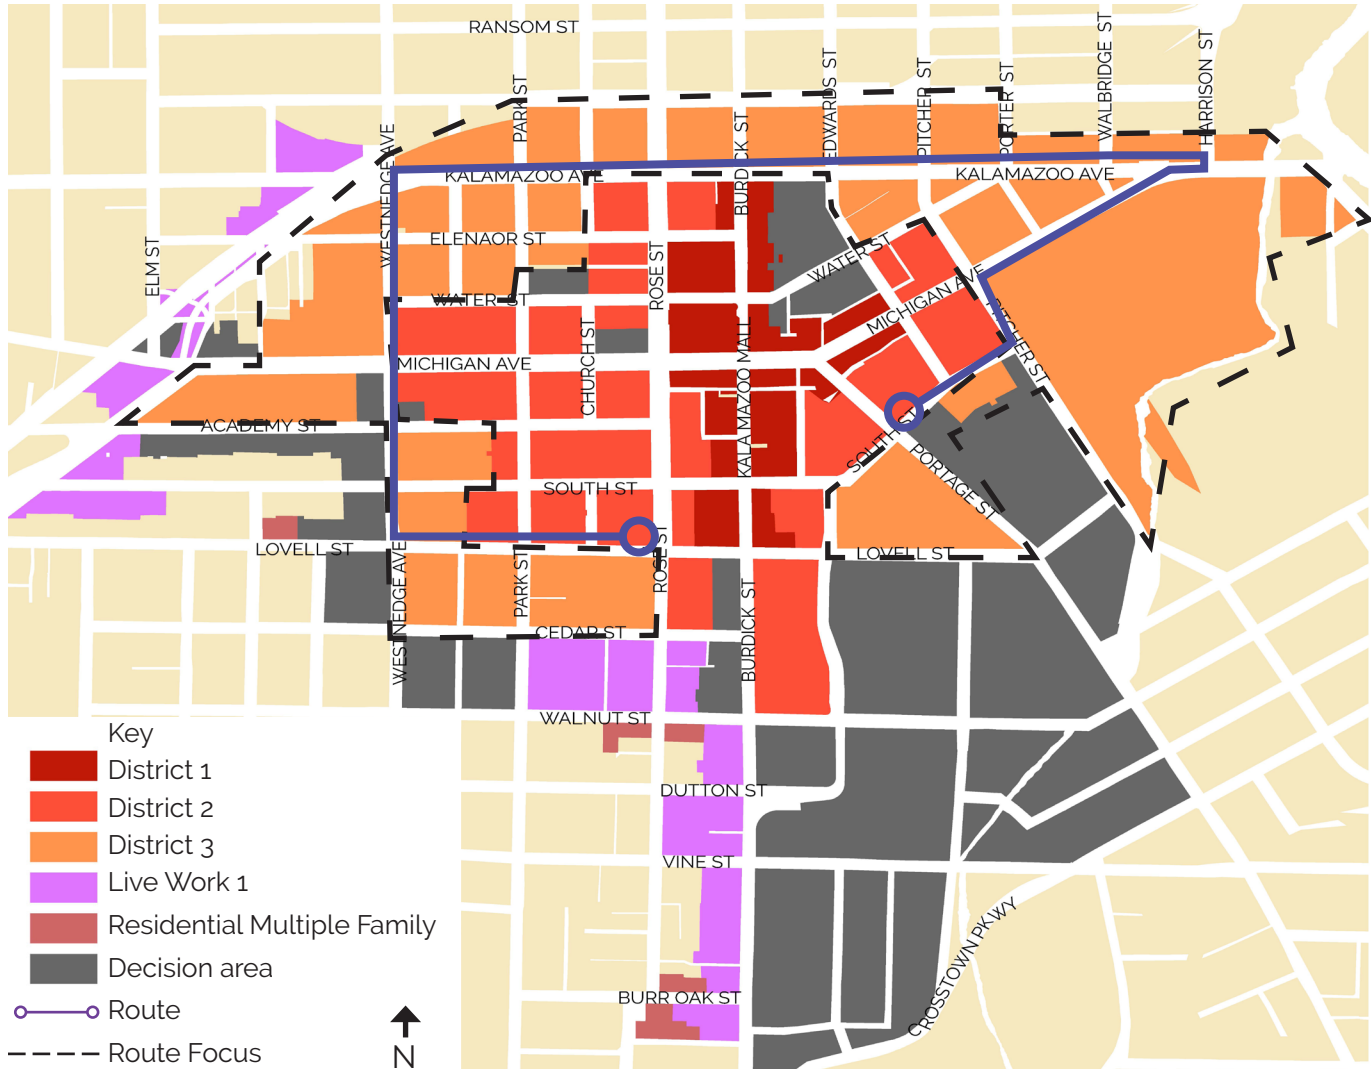 RANSOM ST
PARK ST
EDWARDS ST
PITCHER ST
PORTER ST
WALBRIDGE ST
HARRISON ST
WESTNEDGE AVE
BURDICK ST
KALAMAZOO AVE
KALAMAZOO AVE
ELM ST
ELENAOR ST
ROSE ST
WATER ST
WATER ST
MICHIGAN AVE
PITCHER ST
CHURCH ST
KALAMAZOO MALL
MICHIGAN AVE
ACADEMY ST
SOUTH ST
PORTAGE ST
SOUTH ST
LOVELL ST
LOVELL ST
WESTNEDGE AVE
PARK ST
ROSE ST
BURDICK ST
CEDAR ST
WALNUT ST
DUTTON ST
VINE ST
CROSSTOWN PKWY
BURR OAK ST
Key
District 1
District 2
District 3
Live Work 1
Residential Multiple Family
Decision area
Route
Route Focus
N